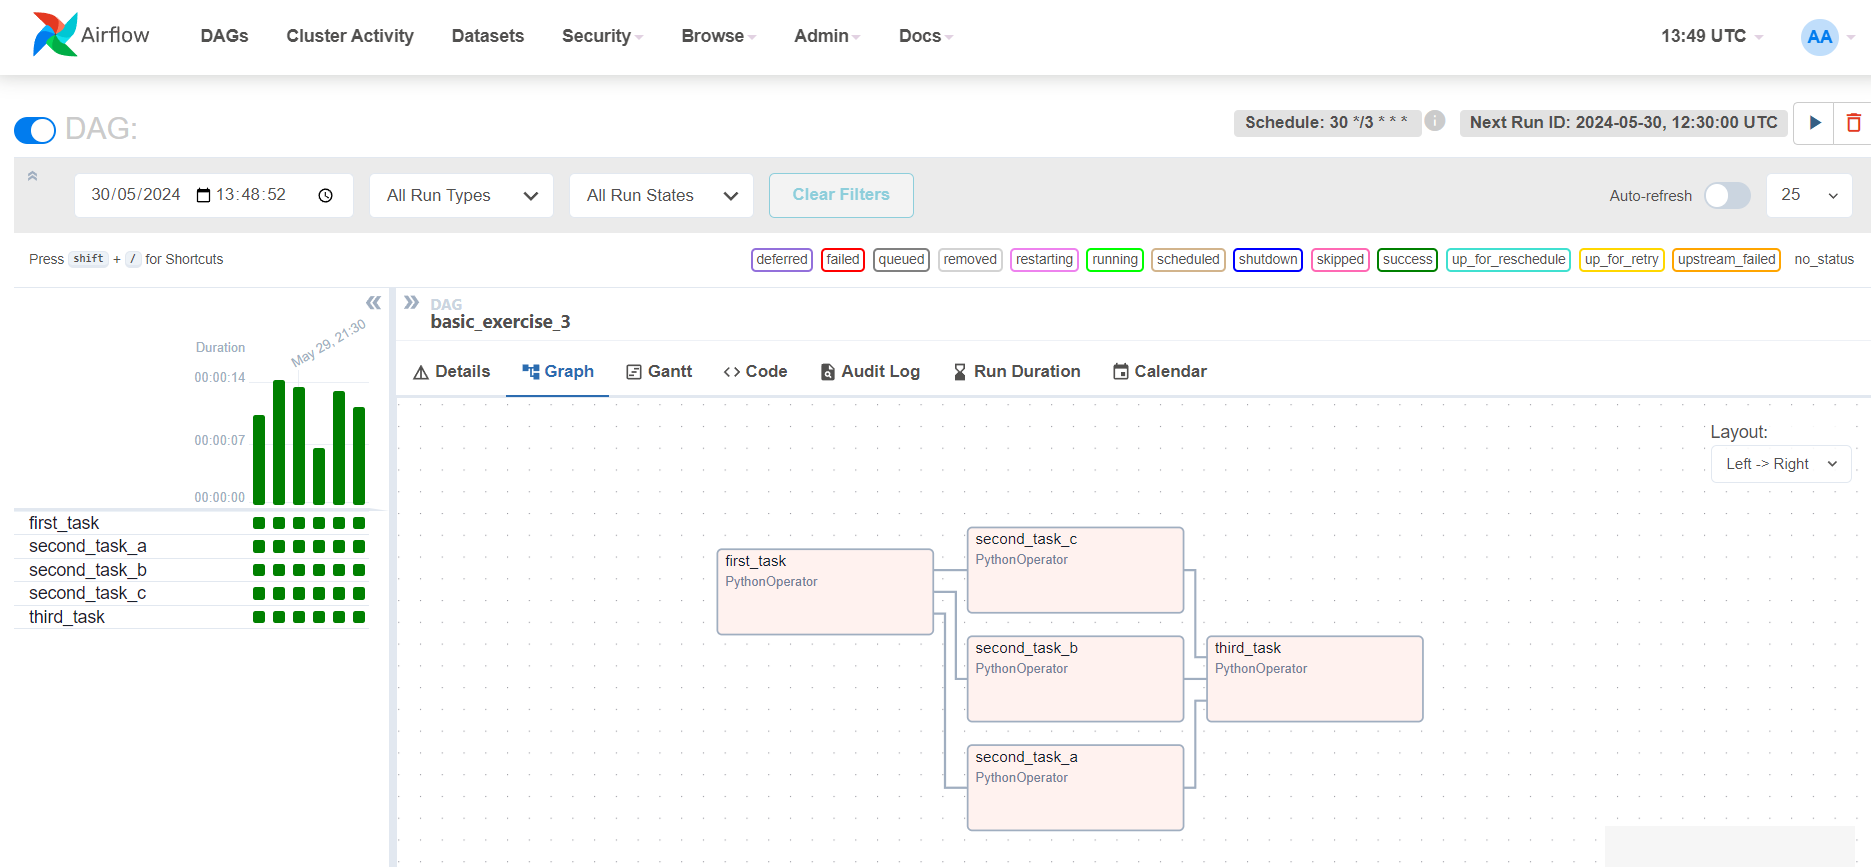 Airflow DAGs Cluster Activity Datasets Security Browse Admin Docs 13:49 UTC AA
DAG: Schedule: 30 */3 * * * i Next Run ID: 2024-05-30, 12:30:00 UTC
30/05/2024 13:48:52 All Run Types All Run States Clear Filters Auto-refresh 25
Press shift + / for Shortcuts deferred failed queued removed restarting running scheduled shutdown skipped success up_for_reschedule up_for_retry upstream_failed no_status
May 29, 21:30
Duration
00:00:14
00:00:07
00:00:00
first_task
second_task_a
second_task_b
second_task_c
third_task
DAG
basic_exercise_3
Details Graph Gantt <> Code Audit Log Run Duration Calendar
Layout:
Left -> Right
first_task
PythonOperator
second_task_c
PythonOperator
second_task_b
PythonOperator
third_task
PythonOperator
second_task_a
PythonOperator